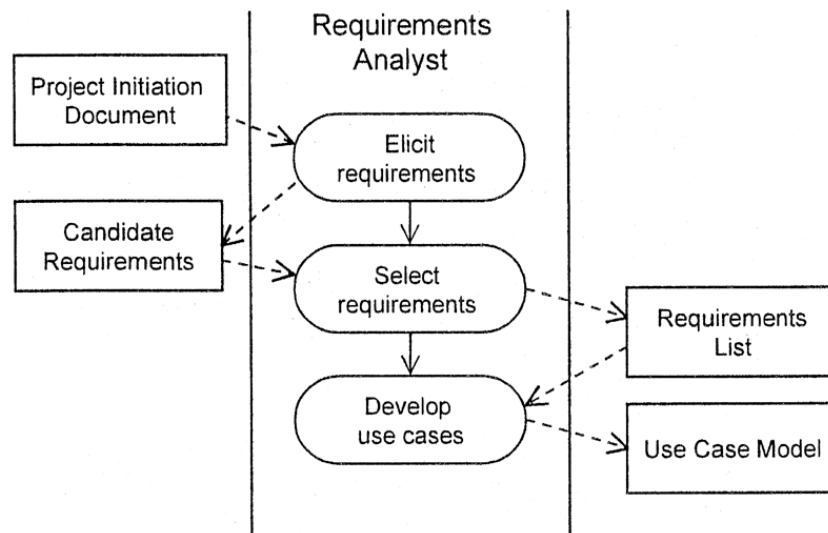 Requirements
Analyst
Project Initiation
Document
Elicit
requirements
Candidate
Requirements
Select
requirements
Requirements
List
Develop
use cases
Use Case Model